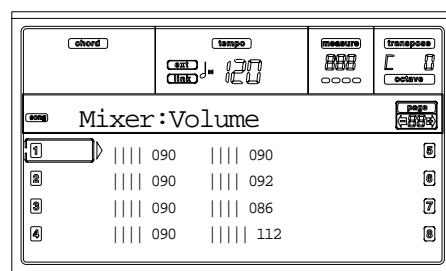 chord tempo measure transpose
ext
link ♩= 120 888 C 0
octave
song Mixer:Volume page
1 |||| 090 |||| 090 5
2 |||| 090 |||| 092 6
3 |||| 090 |||| 086 7
4 |||| 090 ||||| 112 8